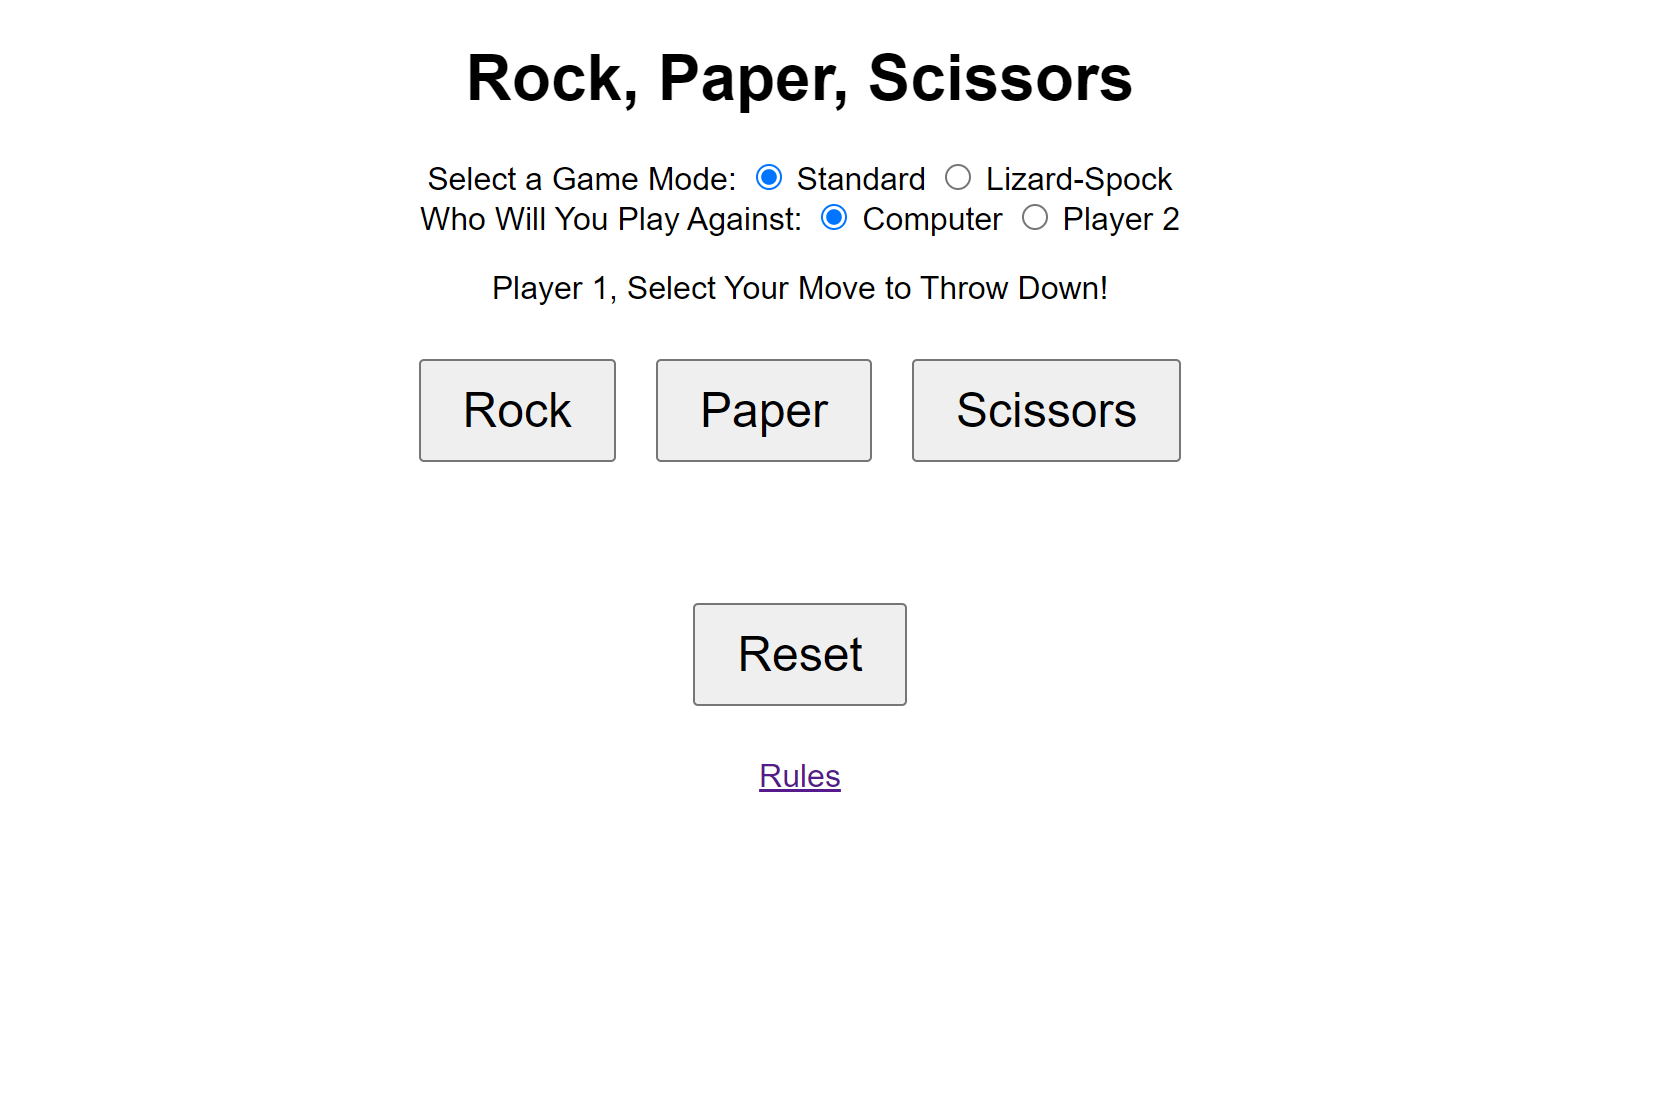 Rock, Paper, Scissors
Select a Game Mode: Standard Lizard-Spock
Who Will You Play Against: Computer Player 2
Player 1, Select Your Move to Throw Down!
Rock Paper Scissors
Reset
Rules